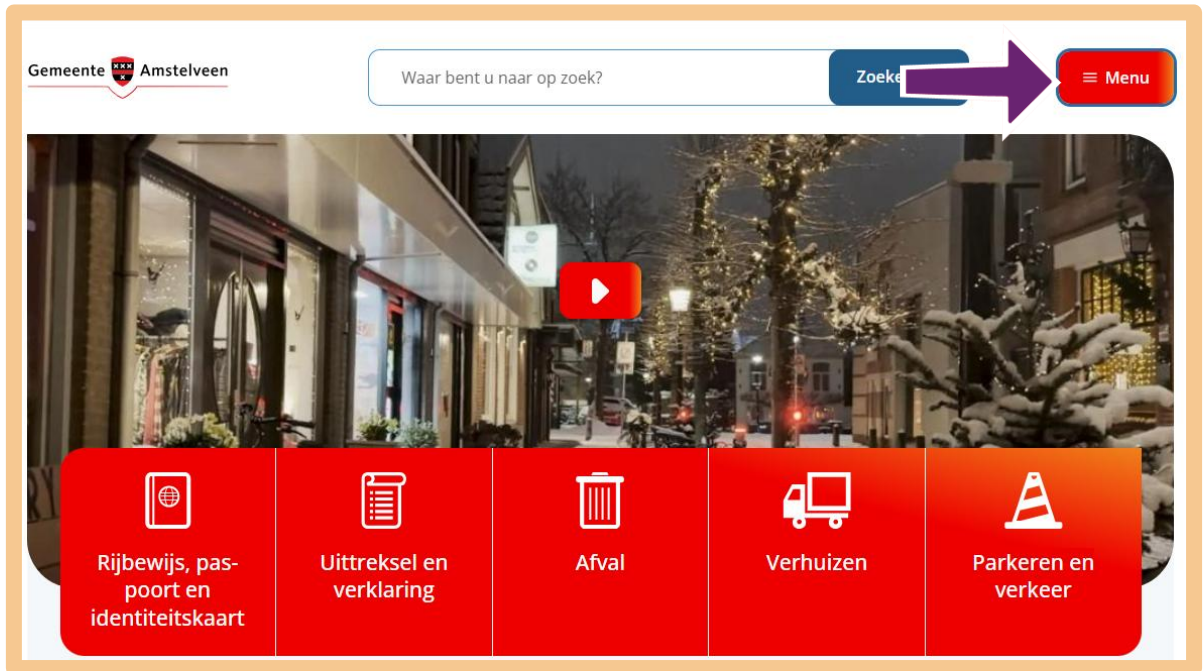 Gemeente Amstelveen
Waar bent u naar op zoek?
Zoeke
Menu
Rijbewijs, pas-
poort en
identiteitskaart
Uittreksel en
verklaring
Afval
Verhuizen
Parkeren en
verkeer